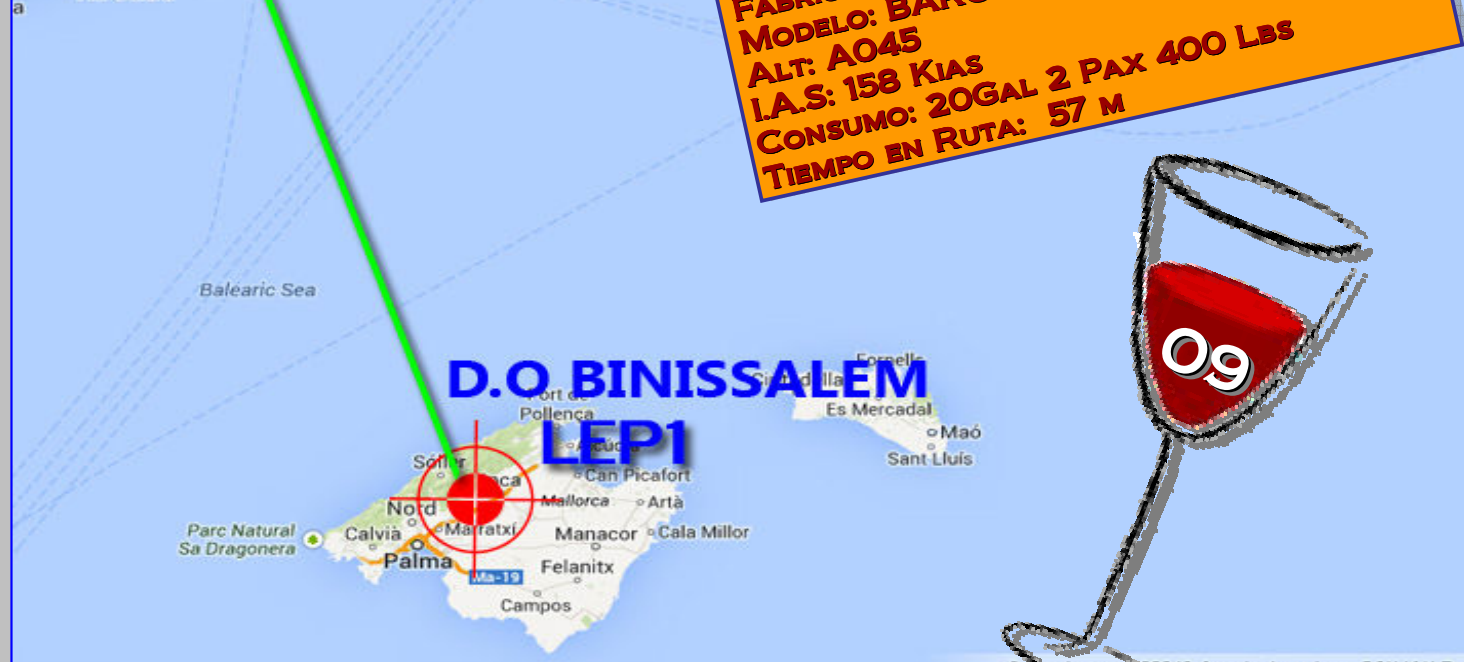 a
MODELO:
ALT: A045
I.A.S: 158 KIAS
CONSUMO: 20GAL 2 PAX 400 LBS
TIEMPO EN RUTA: 57 M
Balearic Sea
D.O BINISSALEM
LEP1
09
Fornells
Es Mercadal
Maó
Sant Lluís
Port de
Pollença
Sóller
Can Picafort
Mallorca
Artà
Nord
Marratxí
Calvià
Manacor
Cala Millor
Parc Natural
Sa Dragonera
Palma
Ma-19
Felanitx
Campos